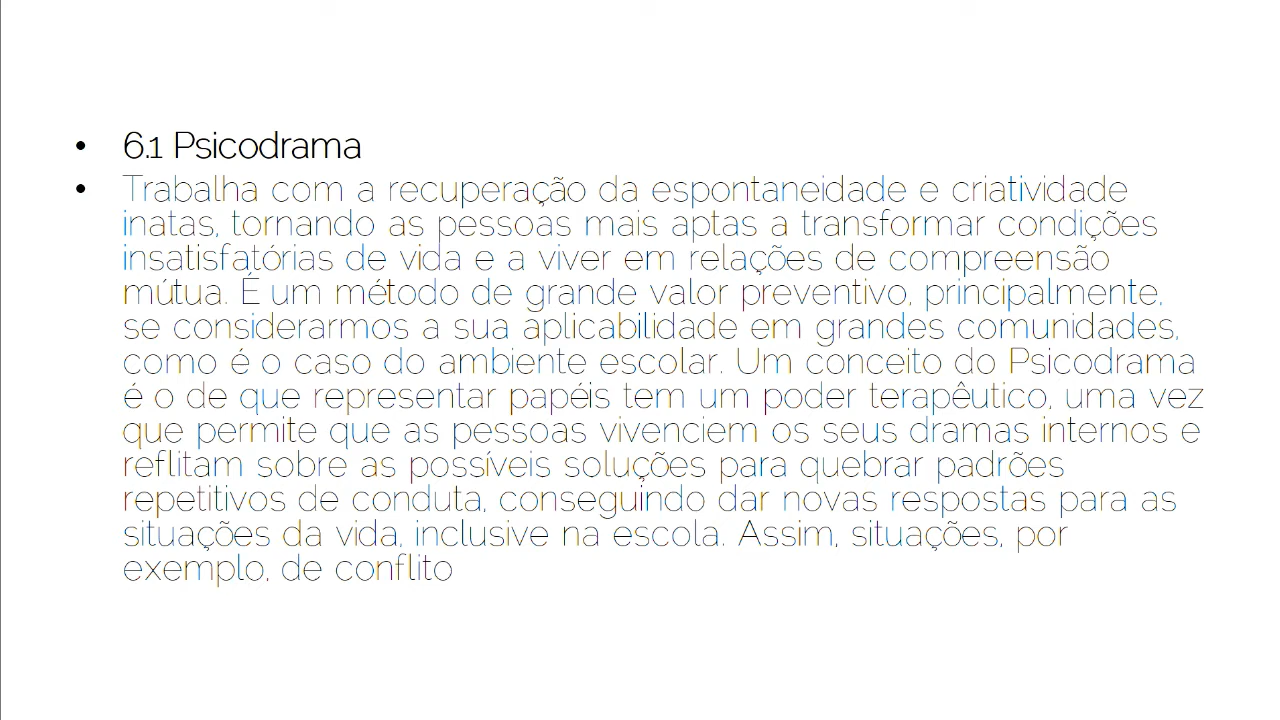 • 6.1 Psicodrama
• Trabalha com a recuperação da espontaneidade e criatividade
inatas, tornando as pessoas mais aptas a transformar condições
insatisfatórias de vida e a viver em relações de compreensão
mútua. É um método de grande valor preventivo, principalmente,
se considerarmos a sua aplicabilidade em grandes comunidades,
como é o caso do ambiente escolar. Um conceito do Psicodrama
é o de que representar papéis tem um poder terapêutico, uma vez
que permite que as pessoas vivenciem os seus dramas internos e
reflitam sobre as possíveis soluções para quebrar padrões
repetitivos de conduta, conseguindo dar novas respostas para as
situações da vida, inclusive na escola. Assim, situações, por
exemplo, de conflito